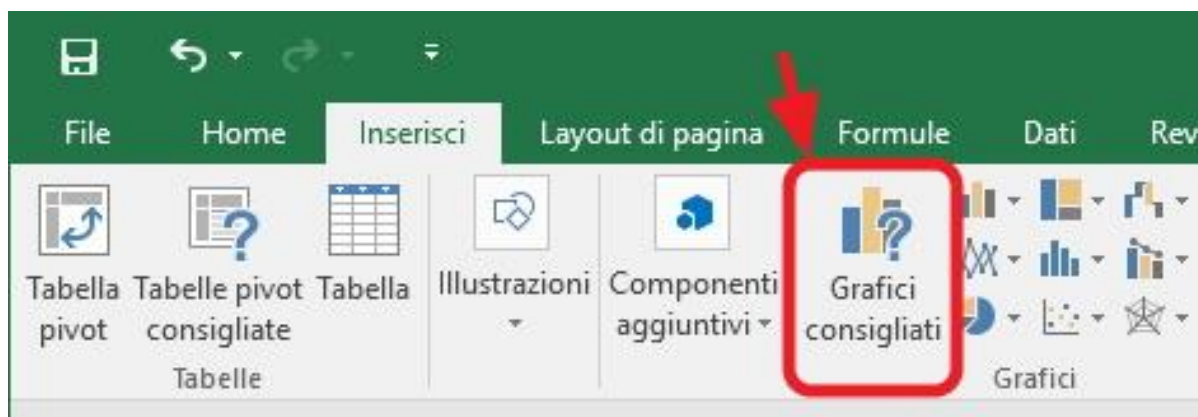 File Home Inserisci Layout di pagina Formule Dati Rev
Tabella pivot
Tabelle pivot consigliate
Tabella
Illustrazioni
Componenti aggiuntivi
Grafici consigliati
Tabelle
Grafici